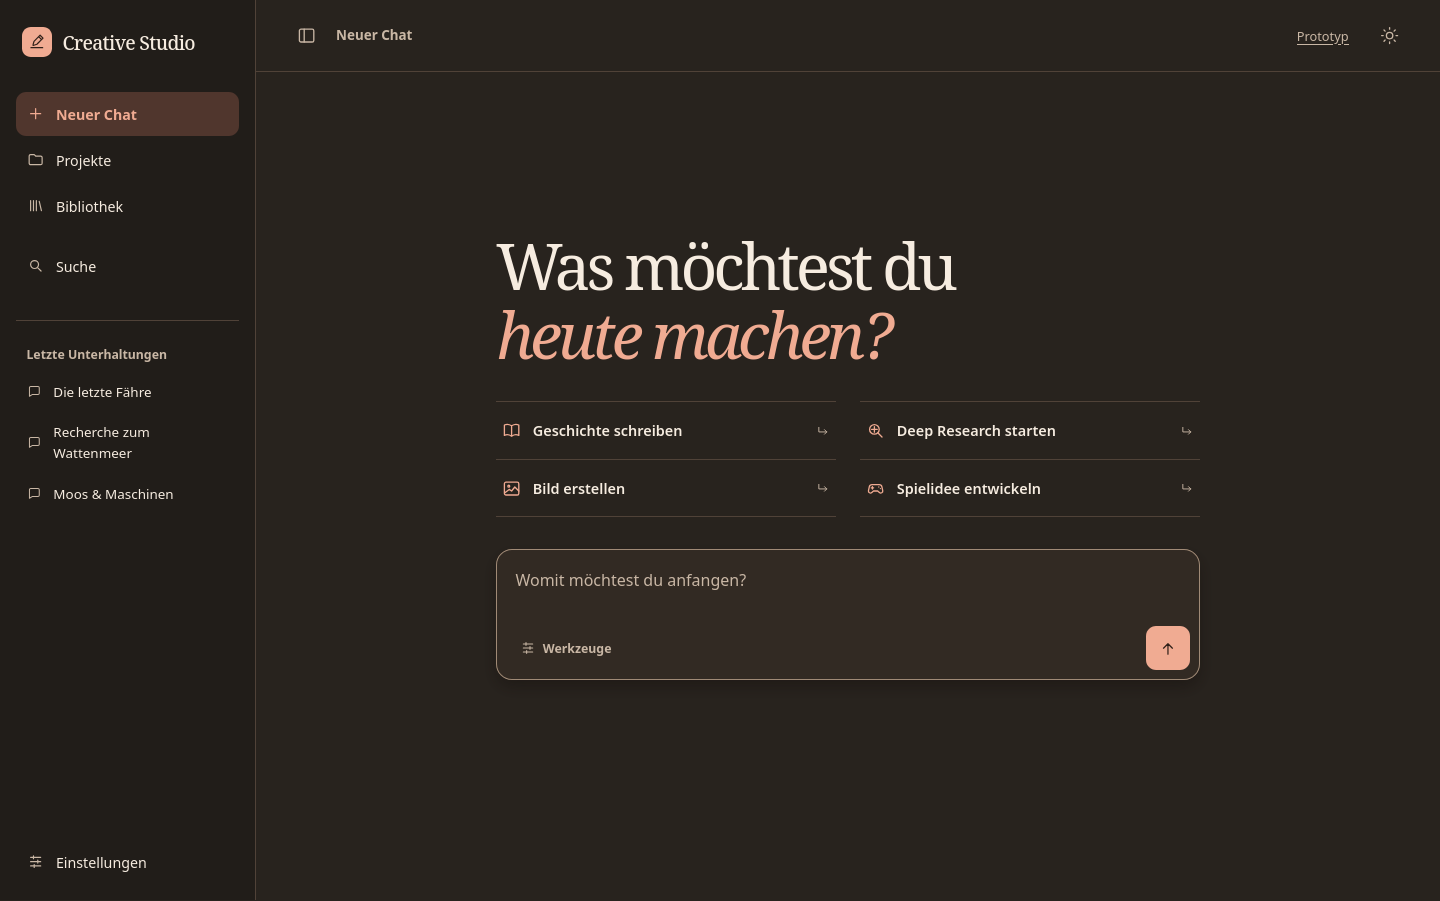 Creative Studio
Neuer Chat
Projekte
Bibliothek
Suche
Letzte Unterhaltungen
Die letzte Fähre
Recherche zum
Wattenmeer
Moos & Maschinen
Einstellungen
Neuer Chat
Prototyp
Was möchtest du
heute machen?
Geschichte schreiben
Deep Research starten
Bild erstellen
Spielidee entwickeln
Womit möchtest du anfangen?
Werkzeuge